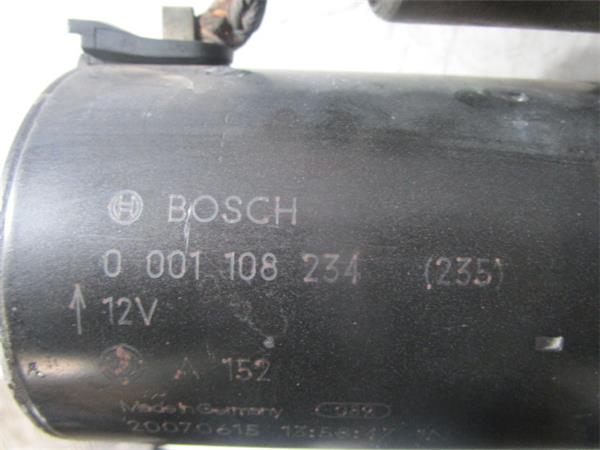 BOSCH
0 001 108 234 (235)
12V
A 152
Made in Germany
20070615